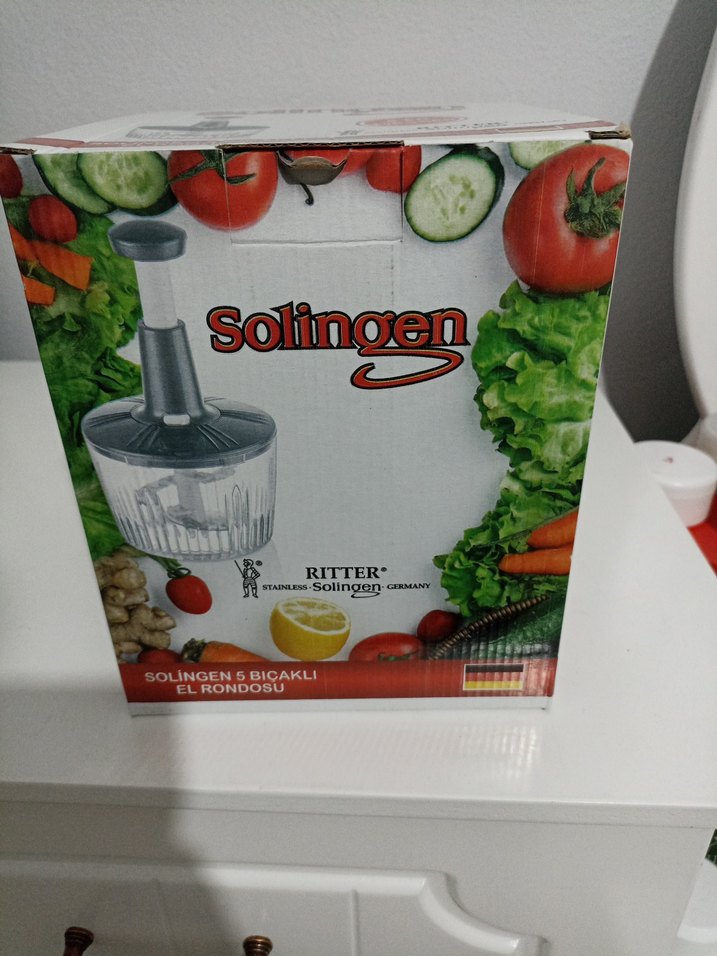 Solingen
RITTER®
STAINLESS · Solingen · GERMANY
SOLİNGEN 5 BIÇAKLI
EL RONDOSU